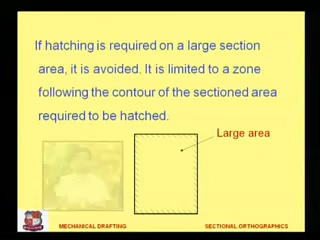 If hatching is required on a large section
area, it is avoided. It is limited to a zone
following the contour of the sectioned area
required to be hatched.
Large area
MECHANICAL DRAFTING
SECTIONAL ORTHOGRAPHICS